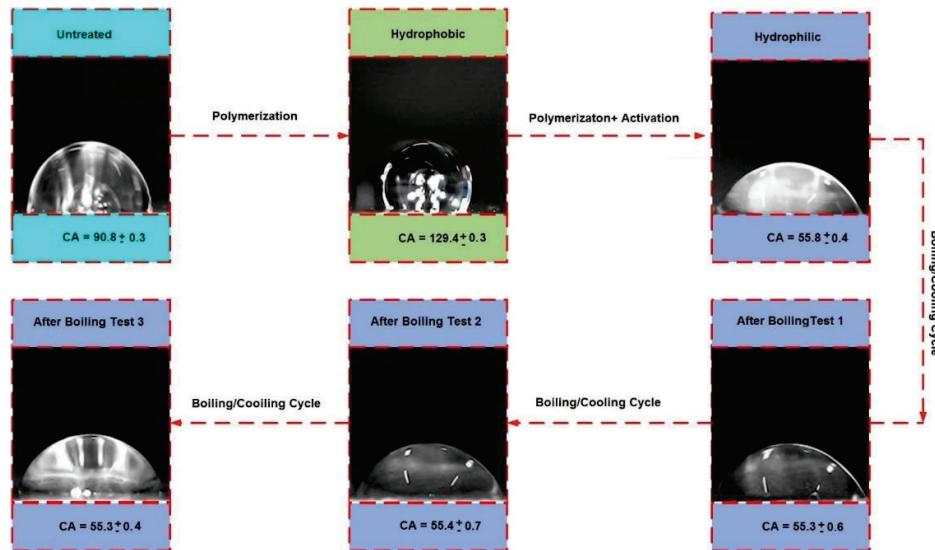 Untreated
Hydrophobic
Hydrophilic
Polymerization
Polymerizaton+ Activation
CA = 90.8 ± 0.3
CA = 129.4 ± 0.3
CA = 55.8 ± 0.4
Boiling/Cooling Cycle
After Boiling Test 3
After Boiling Test 2
After BoilingTest 1
Boiling/Cooiling Cycle
Boiling/Cooling Cycle
CA = 55.3 ± 0.4
CA = 55.4 ± 0.7
CA = 55.3 ± 0.6